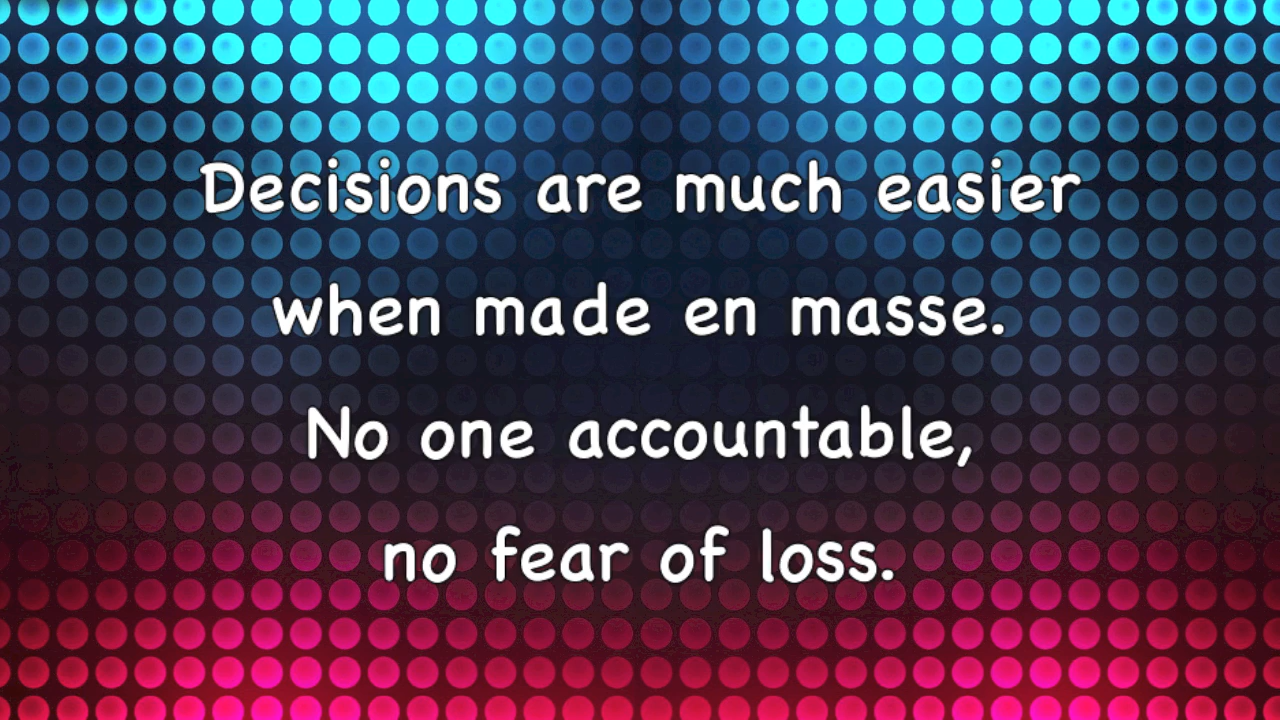 Decisions are much easier
when made en masse.
No one accountable,
no fear of loss.